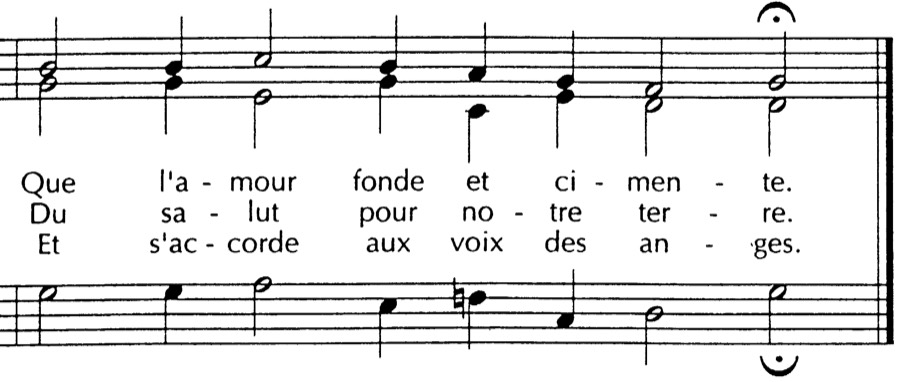 Que l'a - mour fonde et ci - men - te.
Du sa - lut pour no - tre ter - re.
Et s'ac - corde aux voix des an - ges.